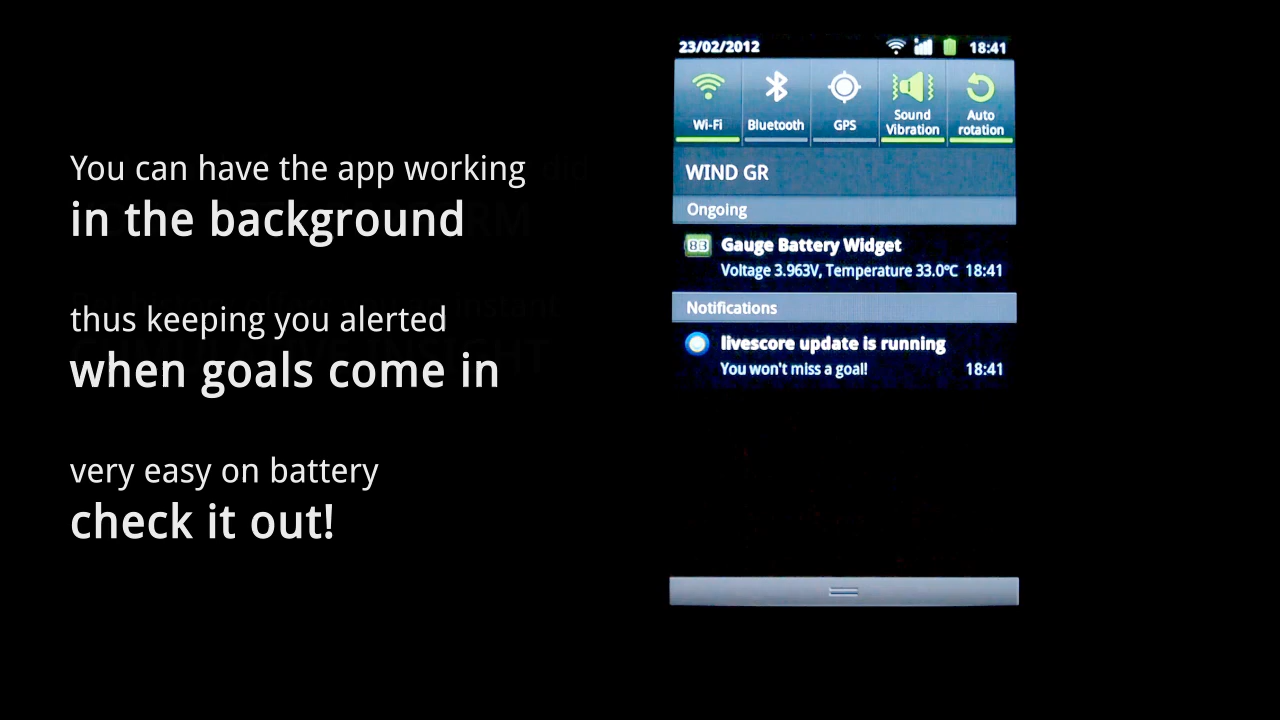 You can have the app working
in the background
thus keeping you alerted
when goals come in
very easy on battery
check it out!
23/02/2012 18:41
Wi-Fi Bluetooth GPS Sound Vibration Auto rotation
WIND GR
Ongoing
83 Gauge Battery Widget
Voltage 3.963V, Temperature 33.0°C 18:41
Notifications
livescore update is running
You won't miss a goal! 18:41